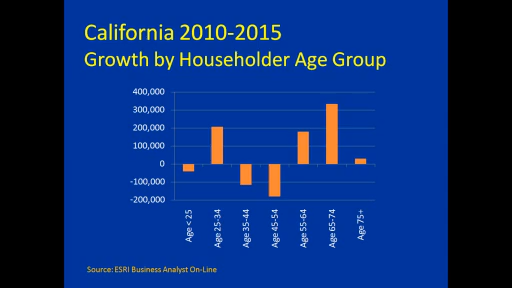 California 2010-2015
Growth by Householder Age Group
400,000
300,000
200,000
100,000
0
-100,000
-200,000
Age < 25
Age 25-34
Age 35-44
Age 45-54
Age 55-64
Age 65-74
Age 75+
Source: ESRI Business Analyst On-Line